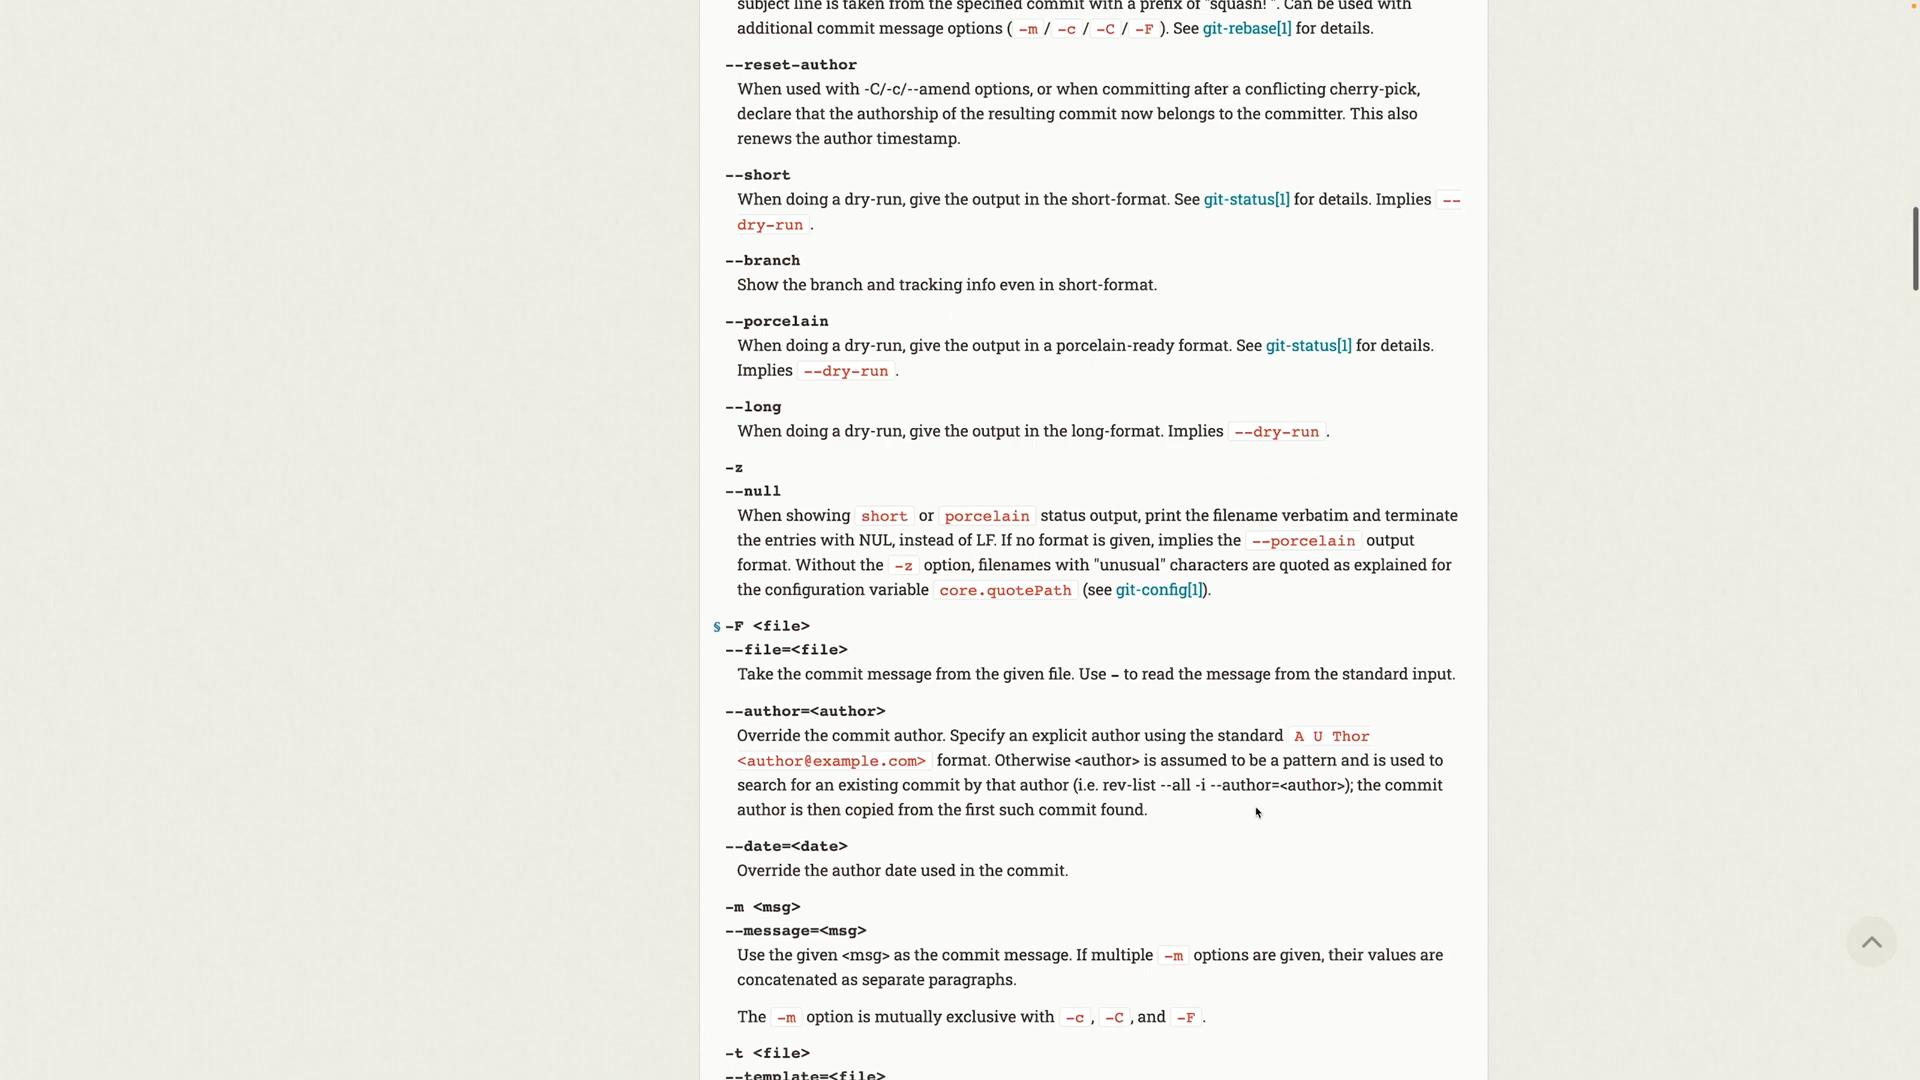 subject line is taken from the specified commit with a prefix of "squash! ". Can be used with
additional commit message options ( -m / -c / -C / -F ). See git-rebase[1] for details.
--reset-author
When used with -C/-c/--amend options, or when committing after a conflicting cherry-pick,
declare that the authorship of the resulting commit now belongs to the committer. This also
renews the author timestamp.
--short
When doing a dry-run, give the output in the short-format. See git-status[1] for details. Implies --
dry-run .
--branch
Show the branch and tracking info even in short-format.
--porcelain
When doing a dry-run, give the output in a porcelain-ready format. See git-status[1] for details.
Implies --dry-run .
--long
When doing a dry-run, give the output in the long-format. Implies --dry-run .
-z
--null
When showing short or porcelain status output, print the filename verbatim and terminate
the entries with NUL, instead of LF. If no format is given, implies the --porcelain output
format. Without the -z option, filenames with "unusual" characters are quoted as explained for
the configuration variable core.quotePath (see git-config[1]).
§ -F <file>
--file=<file>
Take the commit message from the given file. Use - to read the message from the standard input.
--author=<author>
Override the commit author. Specify an explicit author using the standard A U Thor
<author@example.com> format. Otherwise <author> is assumed to be a pattern and is used to
search for an existing commit by that author (i.e. rev-list --all -i --author=<author>); the commit
author is then copied from the first such commit found.
--date=<date>
Override the author date used in the commit.
-m <msg>
--message=<msg>
Use the given <msg> as the commit message. If multiple -m options are given, their values are
concatenated as separate paragraphs.
The -m option is mutually exclusive with -c , -C , and -F .
-t <file>
--template=<file>